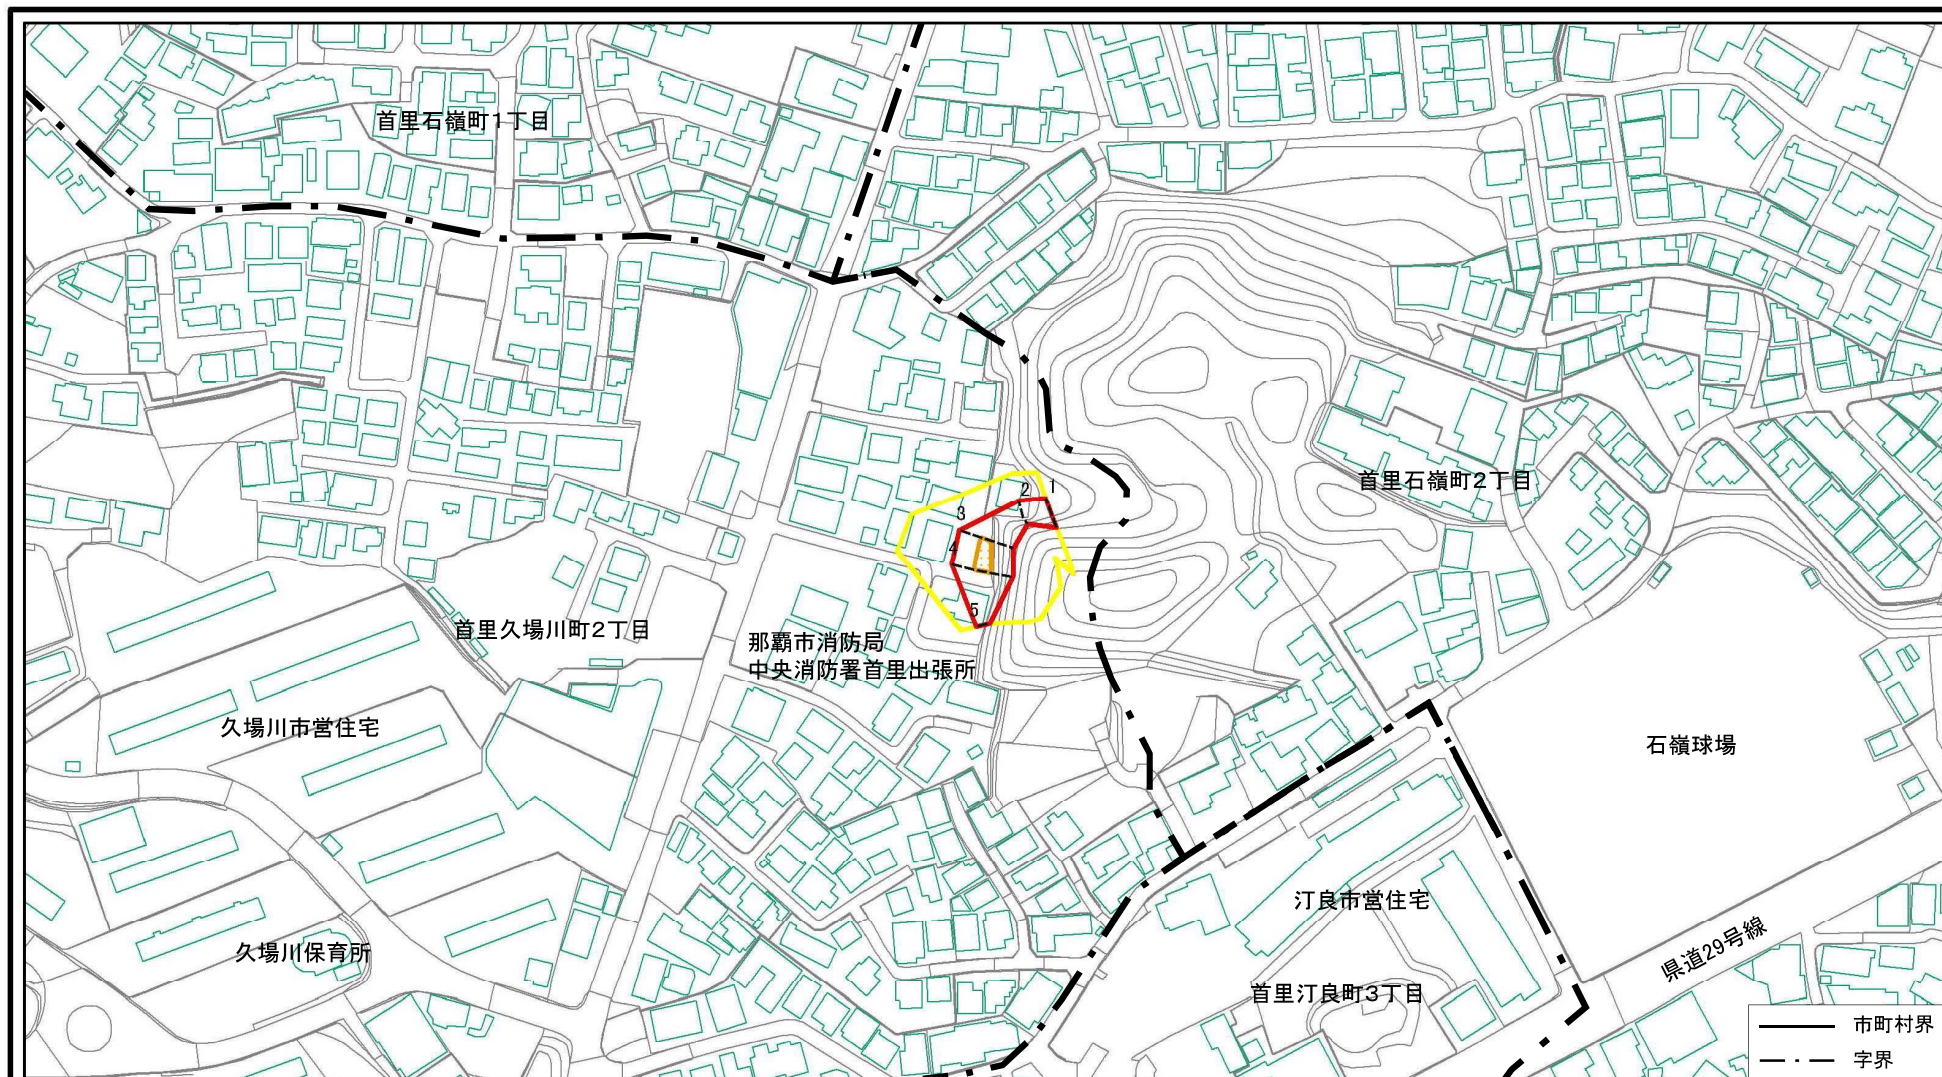 首里石嶺町1丁目
首里石嶺町2丁目
1
2
3
4
5
首里久場川町2丁目
那覇市消防局
中央消防署首里出張所
久場川市営住宅
石嶺球場
汀良市営住宅
久場川保育所
県道29号線
首里汀良町3丁目
市町村界
字界